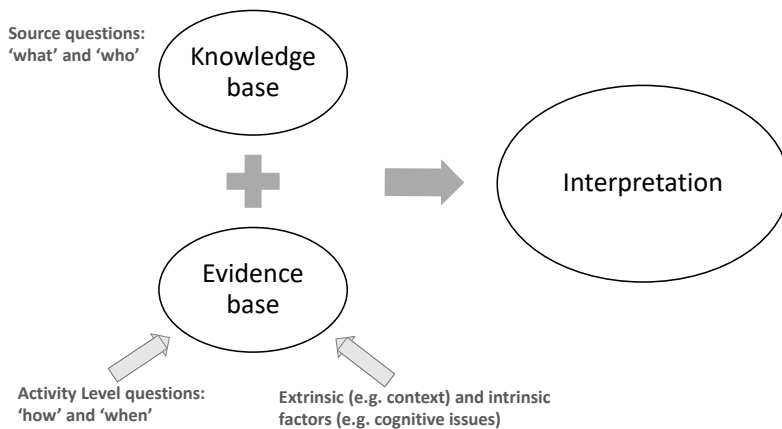 Source questions:
‘what’ and ‘who’
Knowledge
base
Interpretation
Evidence
base
Activity Level questions:
‘how’ and ‘when’
Extrinsic (e.g. context) and intrinsic
factors (e.g. cognitive issues)